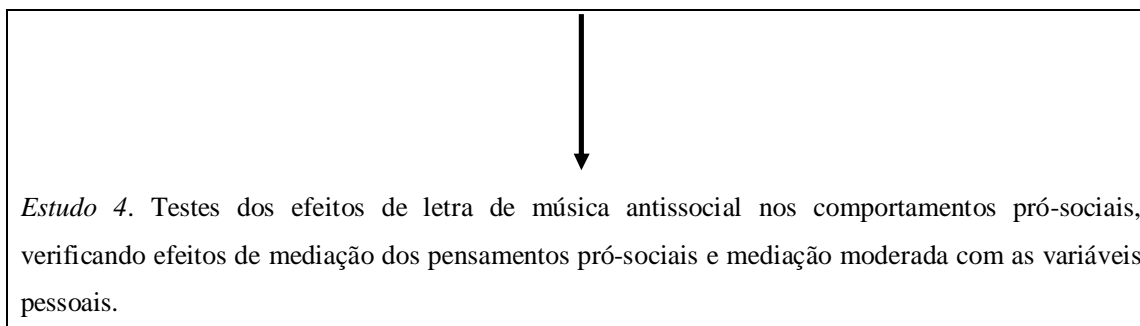 Estudo 4. Testes dos efeitos de letra de música antissocial nos comportamentos pró-sociais,
verificando efeitos de mediação dos pensamentos pró-sociais e mediação moderada com as variáveis
pessoais.